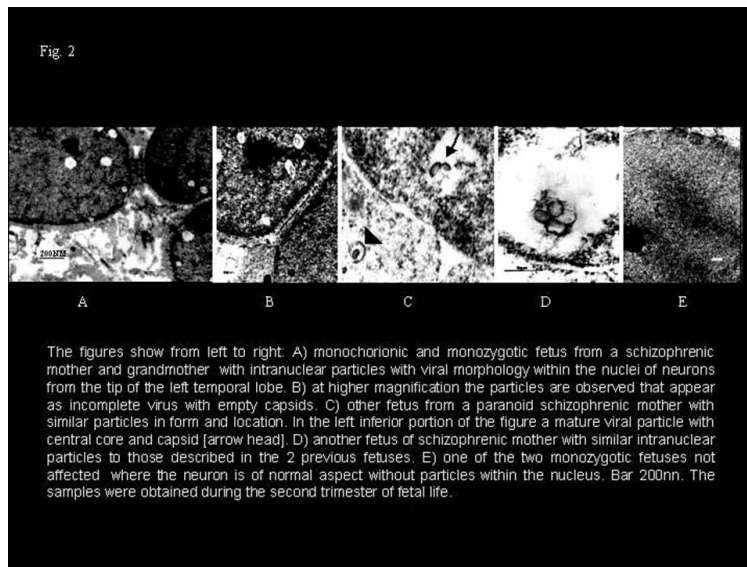 Fig. 2
200NM
A B C D E
The figures show from left to right: A) monochorionic and monozygotic fetus from a schizophrenic
mother and grandmother with intranuclear particles with viral morphology within the nuclei of neurons
from the tip of the left temporal lobe. B) at higher magnification the particles are observed that appear
as incomplete virus with empty capsids. C) other fetus from a paranoid schizophrenic mother with
similar particles in form and location. In the left inferior portion of the figure a mature viral particle with
central core and capsid [arrow head]. D) another fetus of schizophrenic mother with similar intranuclear
particles to those described in the 2 previous fetuses. E) one of the two monozygotic fetuses not
affected where the neuron is of normal aspect without particles within the nucleus. Bar 200nn. The
samples were obtained during the second trimester of fetal life.